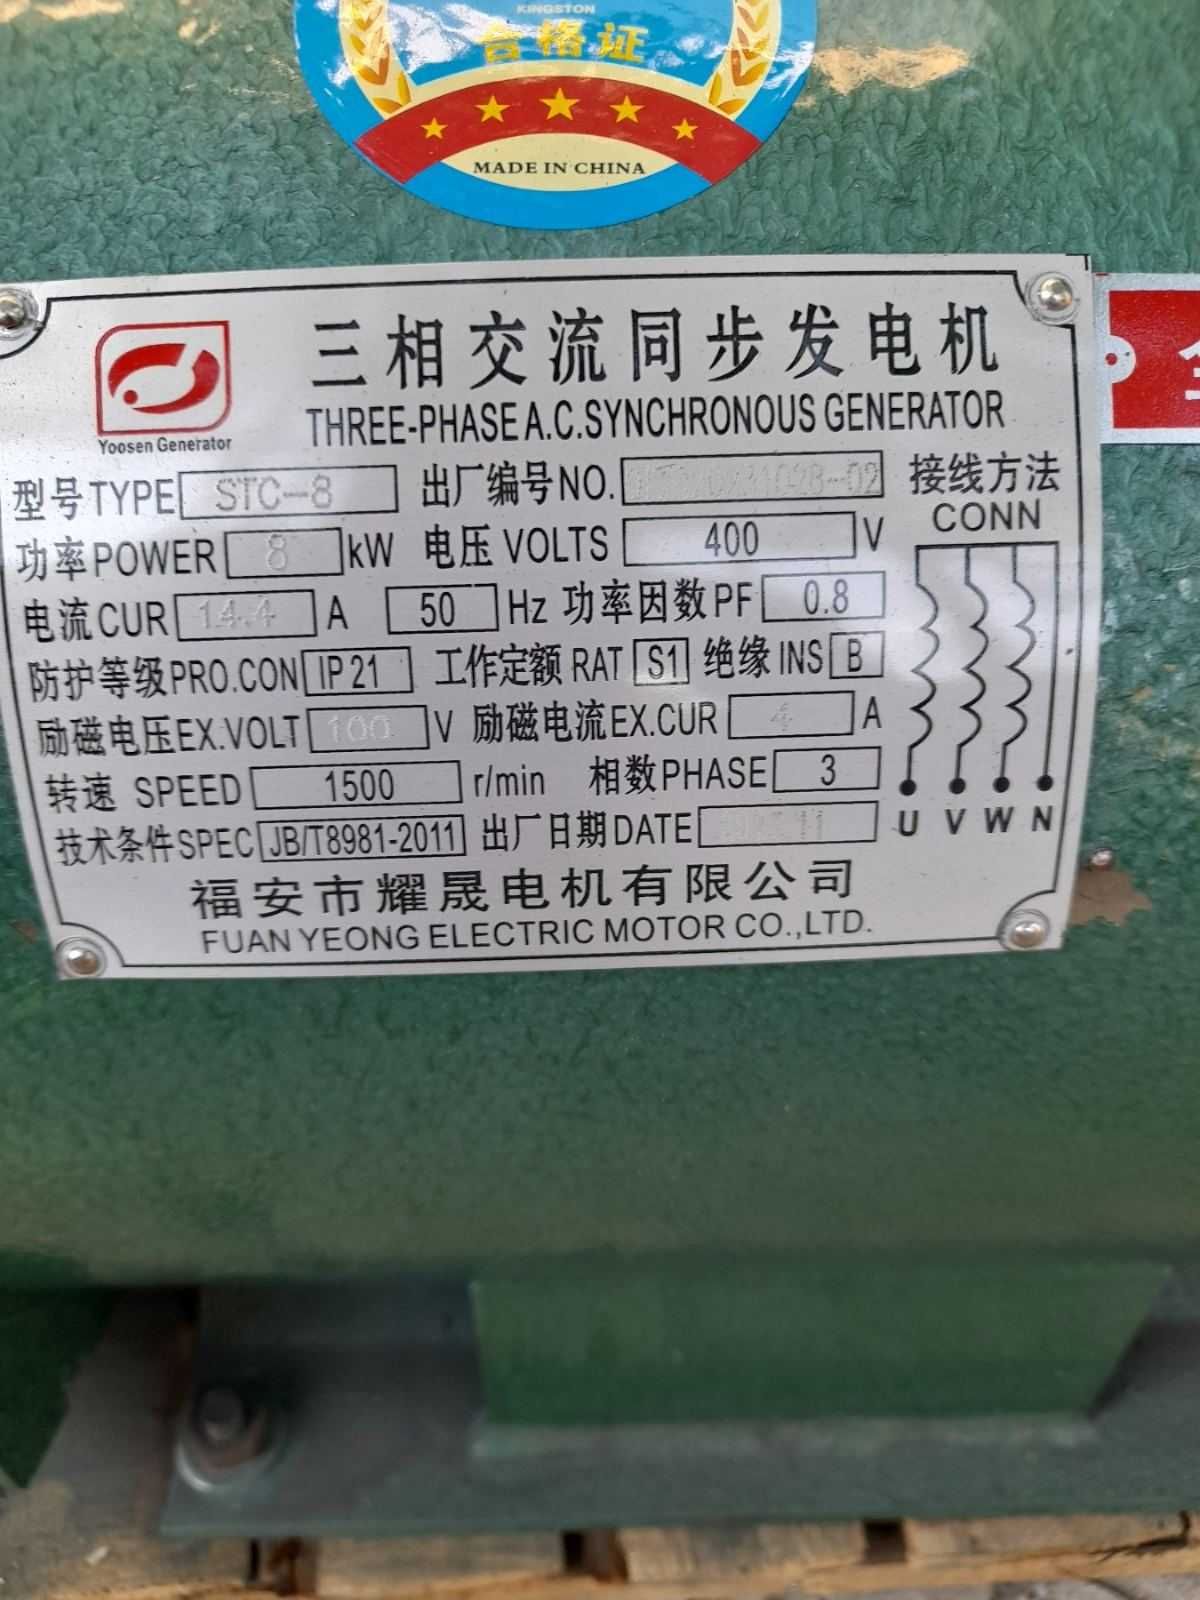 KINGSTON
合格证
MADE IN CHINA
Yoosen Generator
三相交流同步发电机
THREE-PHASE A.C.SYNCHRONOUS GENERATOR
型号TYPE STC-8 出厂编号NO. 接线方法
功率POWER 8 kW 电压 VOLTS 400 V CONN
电流CUR 14.4 A 50 Hz 功率因数PF 0.8
防护等级PRO.CON IP21 工作定额 RAT S1 绝缘 INS B
励磁电压EX.VOLT 100 V 励磁电流EX.CUR 4 A
转速 SPEED 1500 r/min 相数PHASE 3
U V W N
技术条件SPEC JB/T8981-2011 出厂日期DATE
福安市耀晟电机有限公司
FUAN YEONG ELECTRIC MOTOR CO.,LTD.